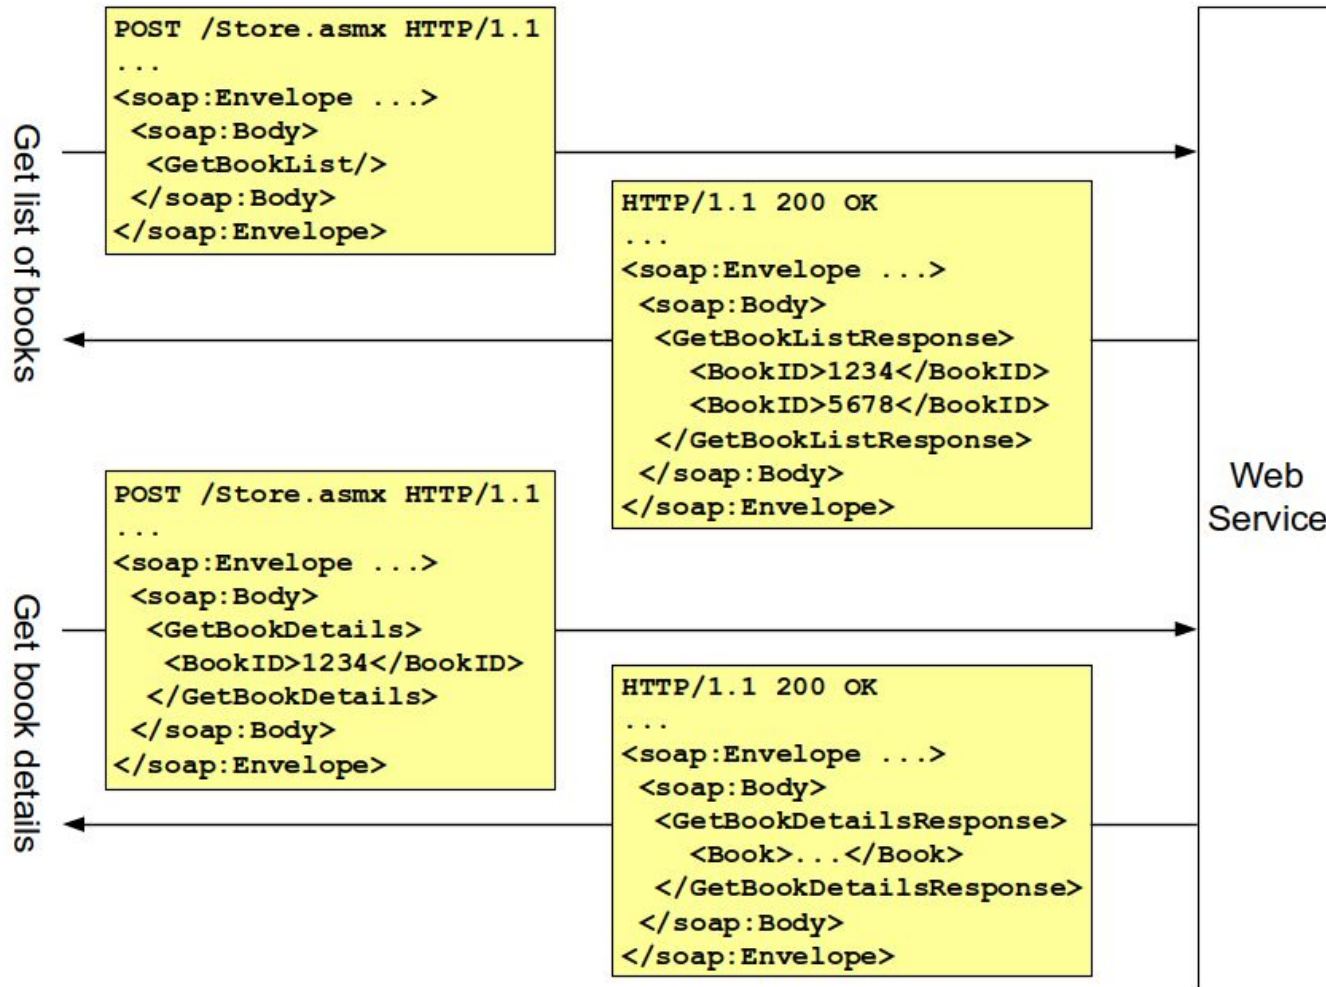 Get list of books
POST /Store.asmx HTTP/1.1
...
<soap:Envelope ...>
 <soap:Body>
  <GetBookList/>
 </soap:Body>
</soap:Envelope>
HTTP/1.1 200 OK
...
<soap:Envelope ...>
 <soap:Body>
  <GetBookListResponse>
    <BookID>1234</BookID>
    <BookID>5678</BookID>
  </GetBookListResponse>
 </soap:Body>
</soap:Envelope>
Get book details
POST /Store.asmx HTTP/1.1
...
<soap:Envelope ...>
 <soap:Body>
  <GetBookDetails>
   <BookID>1234</BookID>
  </GetBookDetails>
 </soap:Body>
</soap:Envelope>
HTTP/1.1 200 OK
...
<soap:Envelope ...>
 <soap:Body>
  <GetBookDetailsResponse>
    <Book>...</Book>
  </GetBookDetailsResponse>
 </soap:Body>
</soap:Envelope>
Web
Service